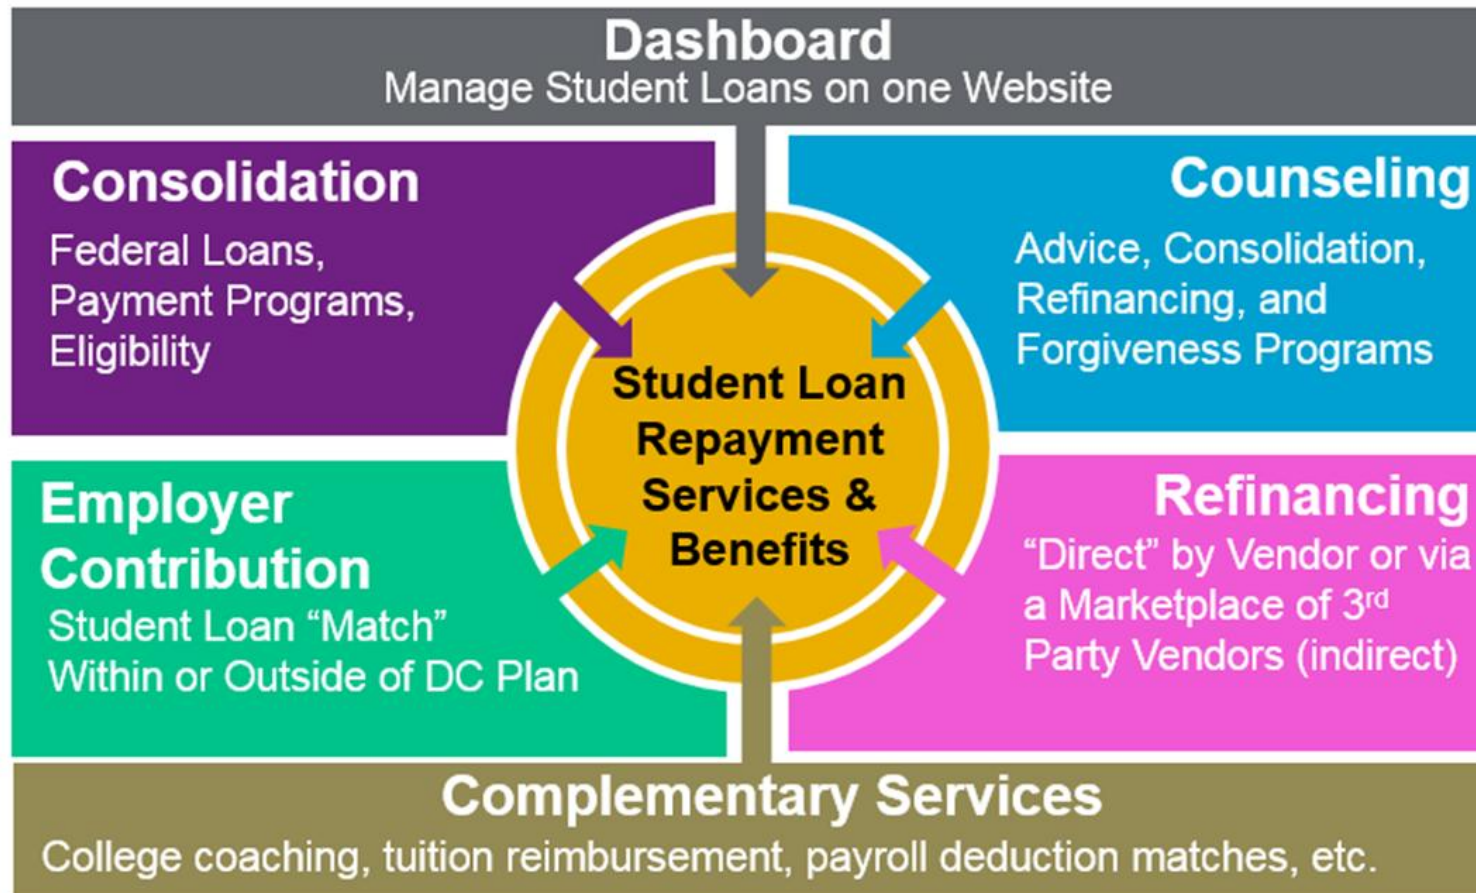 Dashboard
Manage Student Loans on one Website
Consolidation
Federal Loans,
Payment Programs,
Eligibility
Counseling
Advice, Consolidation,
Refinancing, and
Forgiveness Programs
Student Loan
Repayment
Services &
Benefits
Employer
Contribution
Student Loan “Match”
Within or Outside of DC Plan
Refinancing
“Direct” by Vendor or via
a Marketplace of 3rd
Party Vendors (indirect)
Complementary Services
College coaching, tuition reimbursement, payroll deduction matches, etc.